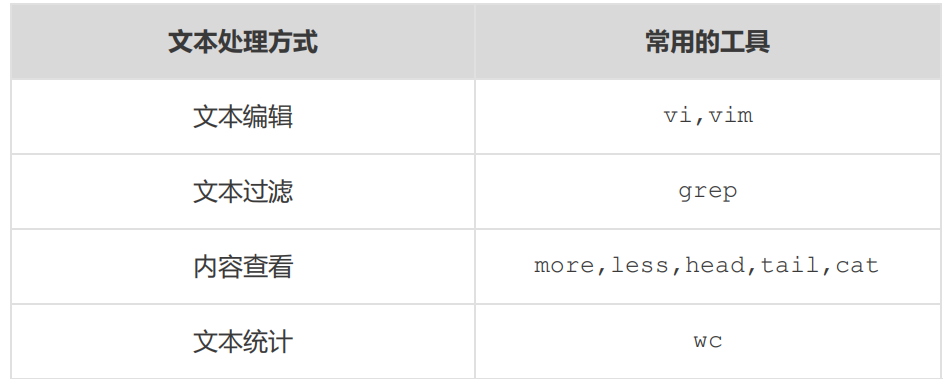 文本处理方式 常用的工具
文本编辑 vi,vim
文本过滤 grep
内容查看 more,less,head,tail,cat
文本统计 wc